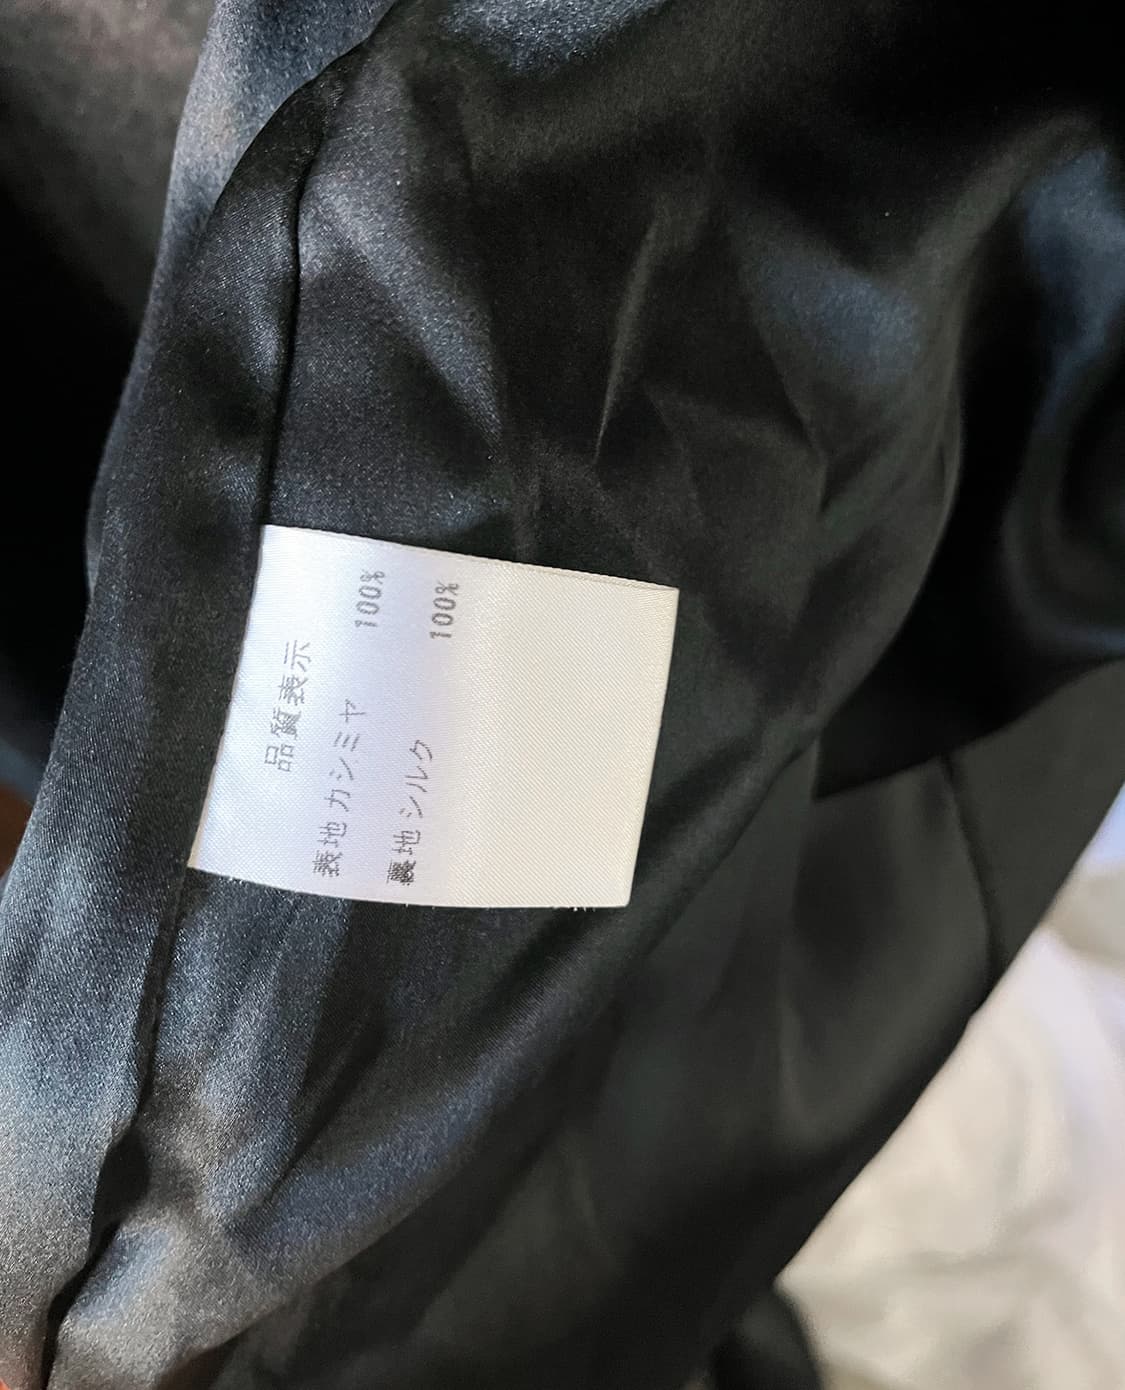 品質表示
表地 カシミヤ 100%
裏地 シルク 100%